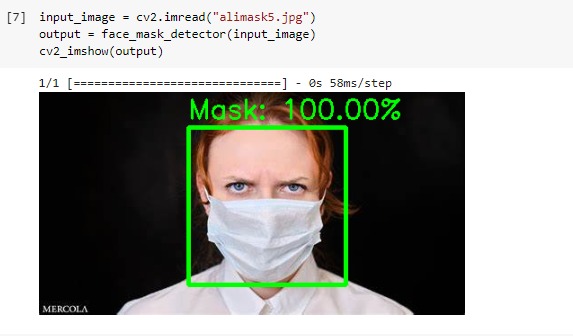 [7] input_image = cv2.imread("alimask5.jpg")
output = face_mask_detector(input_image)
cv2_imshow(output)
1/1 [==============================] - 0s 58ms/step
Mask: 100.00%
MERCOLA